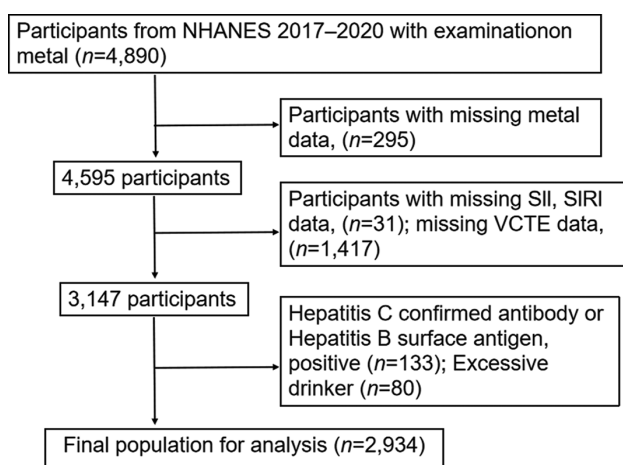 Participants from NHANES 2017–2020 with examinationon
metal (n=4,890)
Participants with missing metal
data, (n=295)
4,595 participants
Participants with missing SII, SIRI
data, (n=31); missing VCTE data,
(n=1,417)
3,147 participants
Hepatitis C confirmed antibody or
Hepatitis B surface antigen,
positive (n=133); Excessive
drinker (n=80)
Final population for analysis (n=2,934)